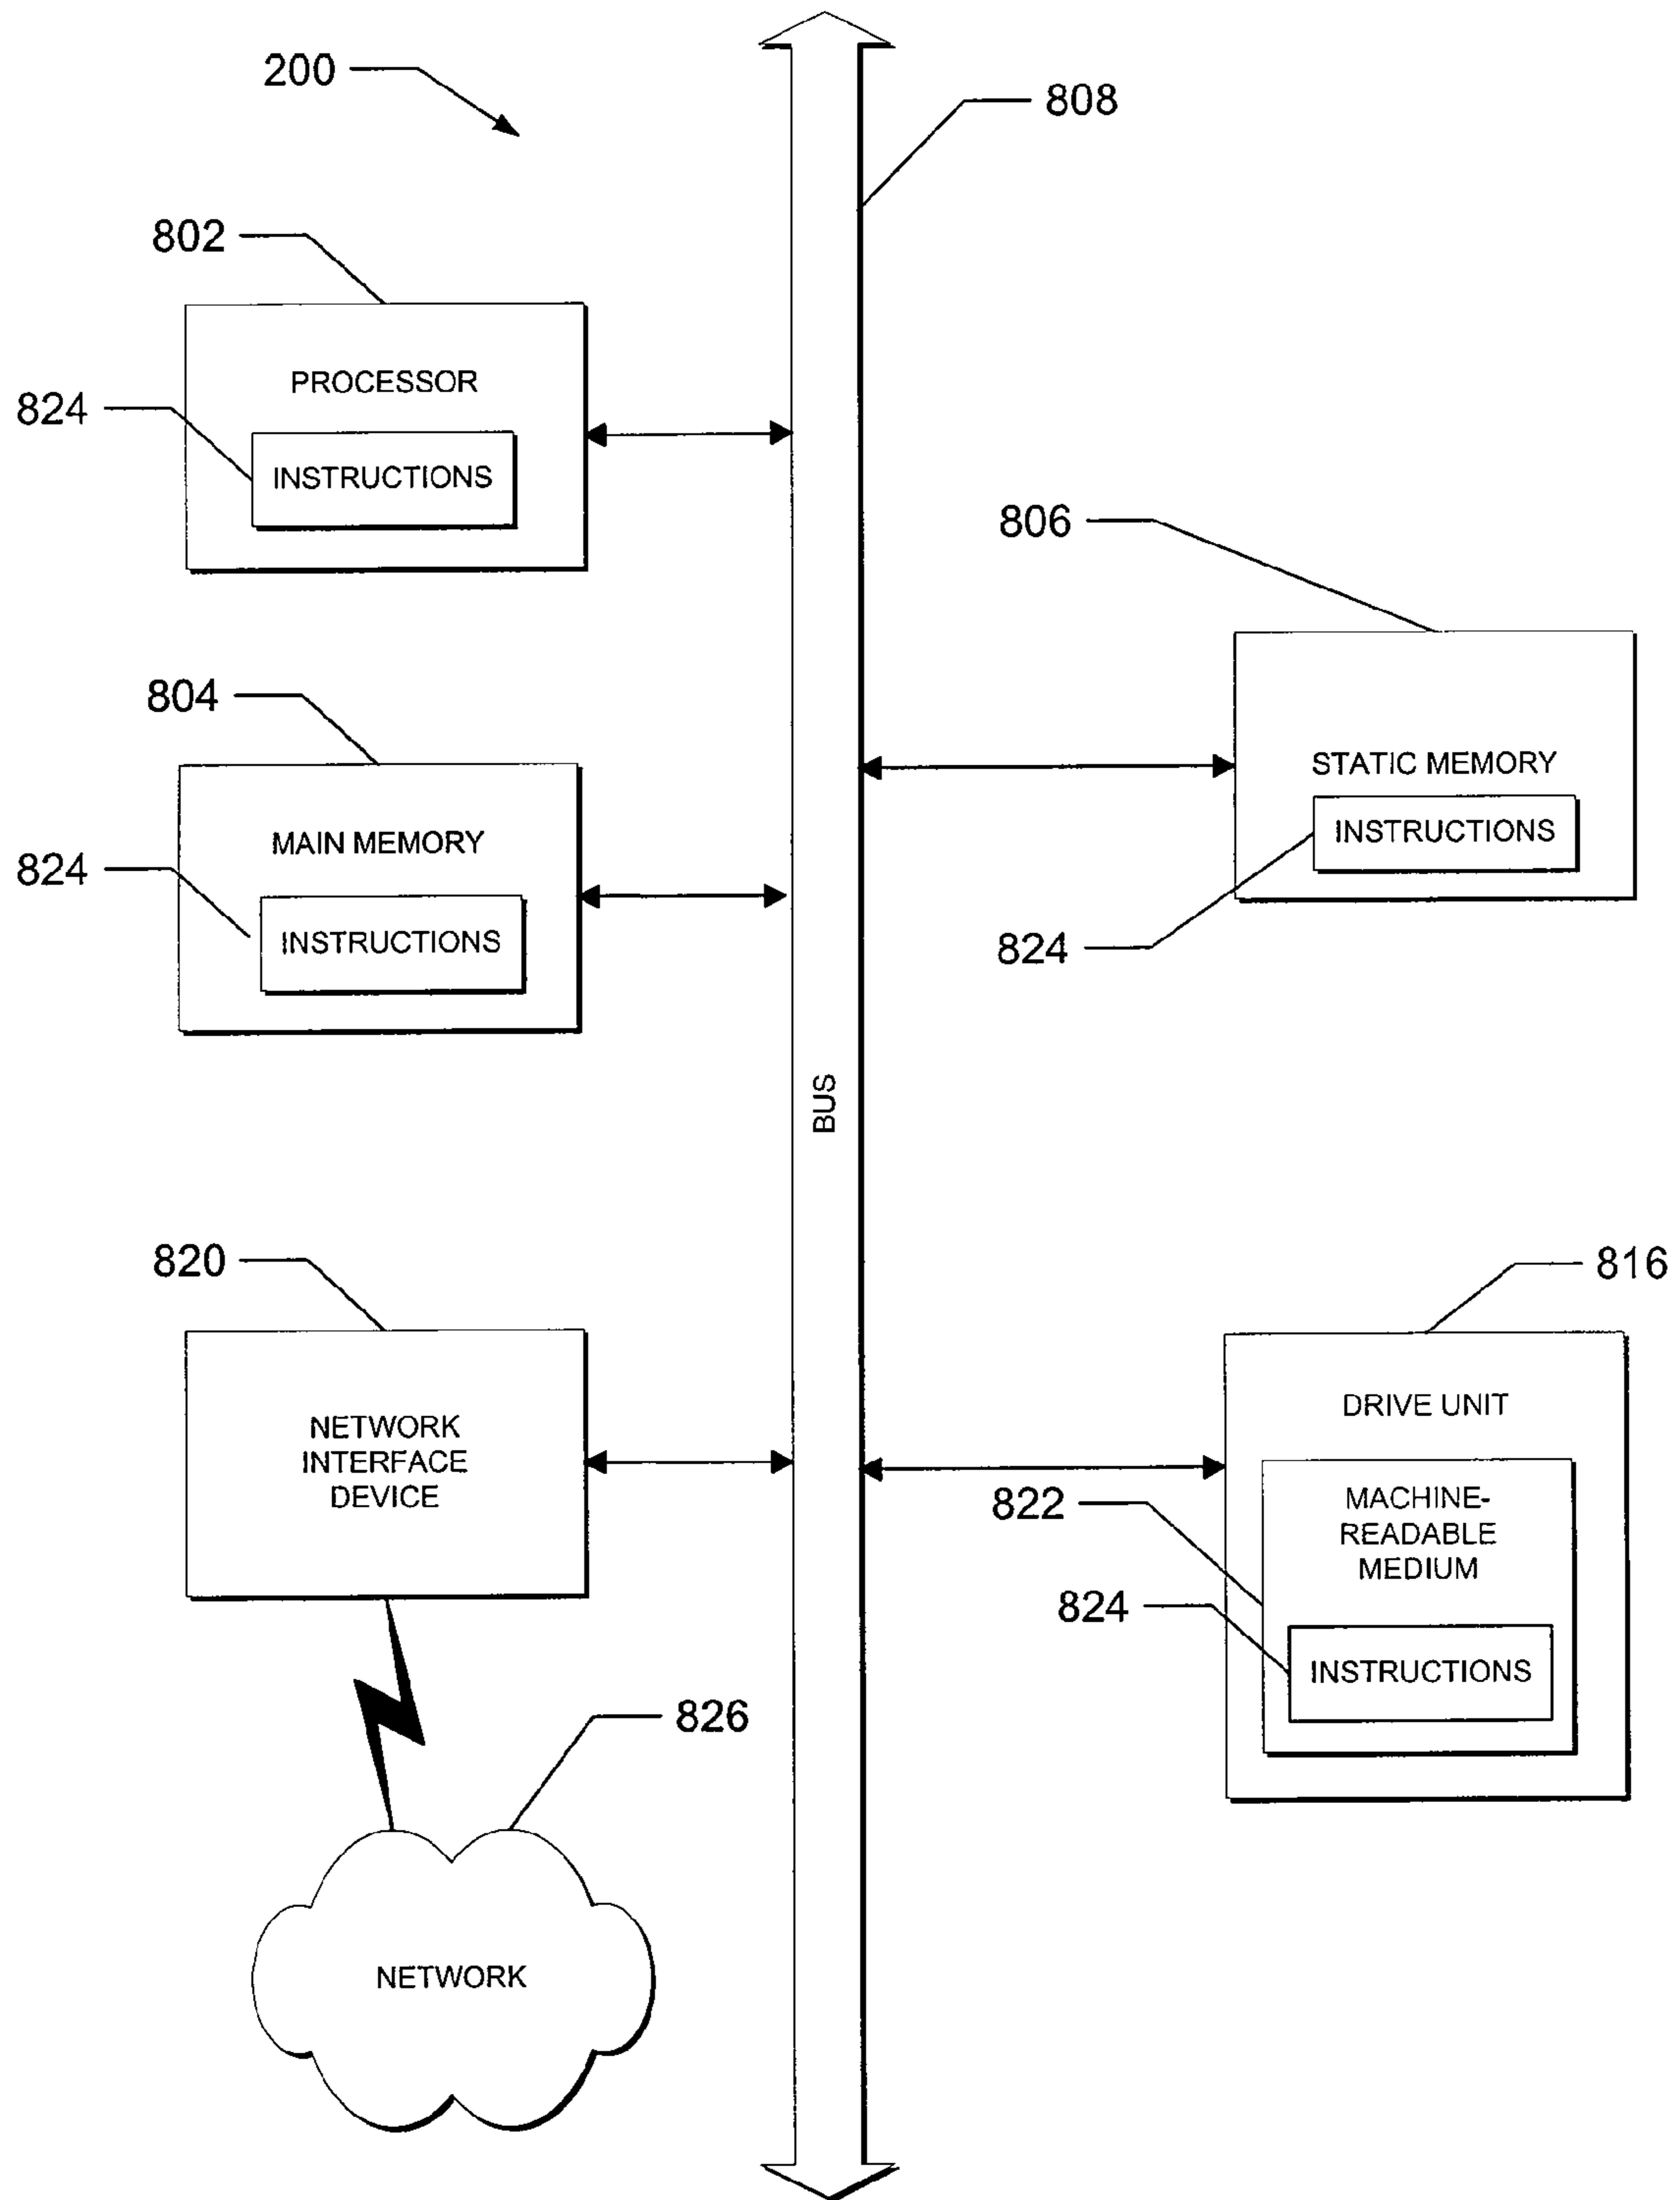 200
808
802
PROCESSOR
824
INSTRUCTIONS
806
STATIC MEMORY
INSTRUCTIONS
824
804
MAIN MEMORY
824
INSTRUCTIONS
BUS
820
NETWORK
INTERFACE
DEVICE
816
DRIVE UNIT
822
MACHINE-
READABLE
MEDIUM
824
INSTRUCTIONS
826
NETWORK